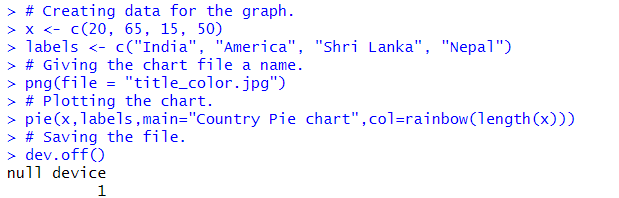 > # Creating data for the graph.
> x <- c(20, 65, 15, 50)
> labels <- c("India", "America", "Shri Lanka", "Nepal")
> # Giving the chart file a name.
> png(file = "title_color.jpg")
> # Plotting the chart.
> pie(x,labels,main="Country Pie chart",col=rainbow(length(x)))
> # Saving the file.
> dev.off()
null device
          1